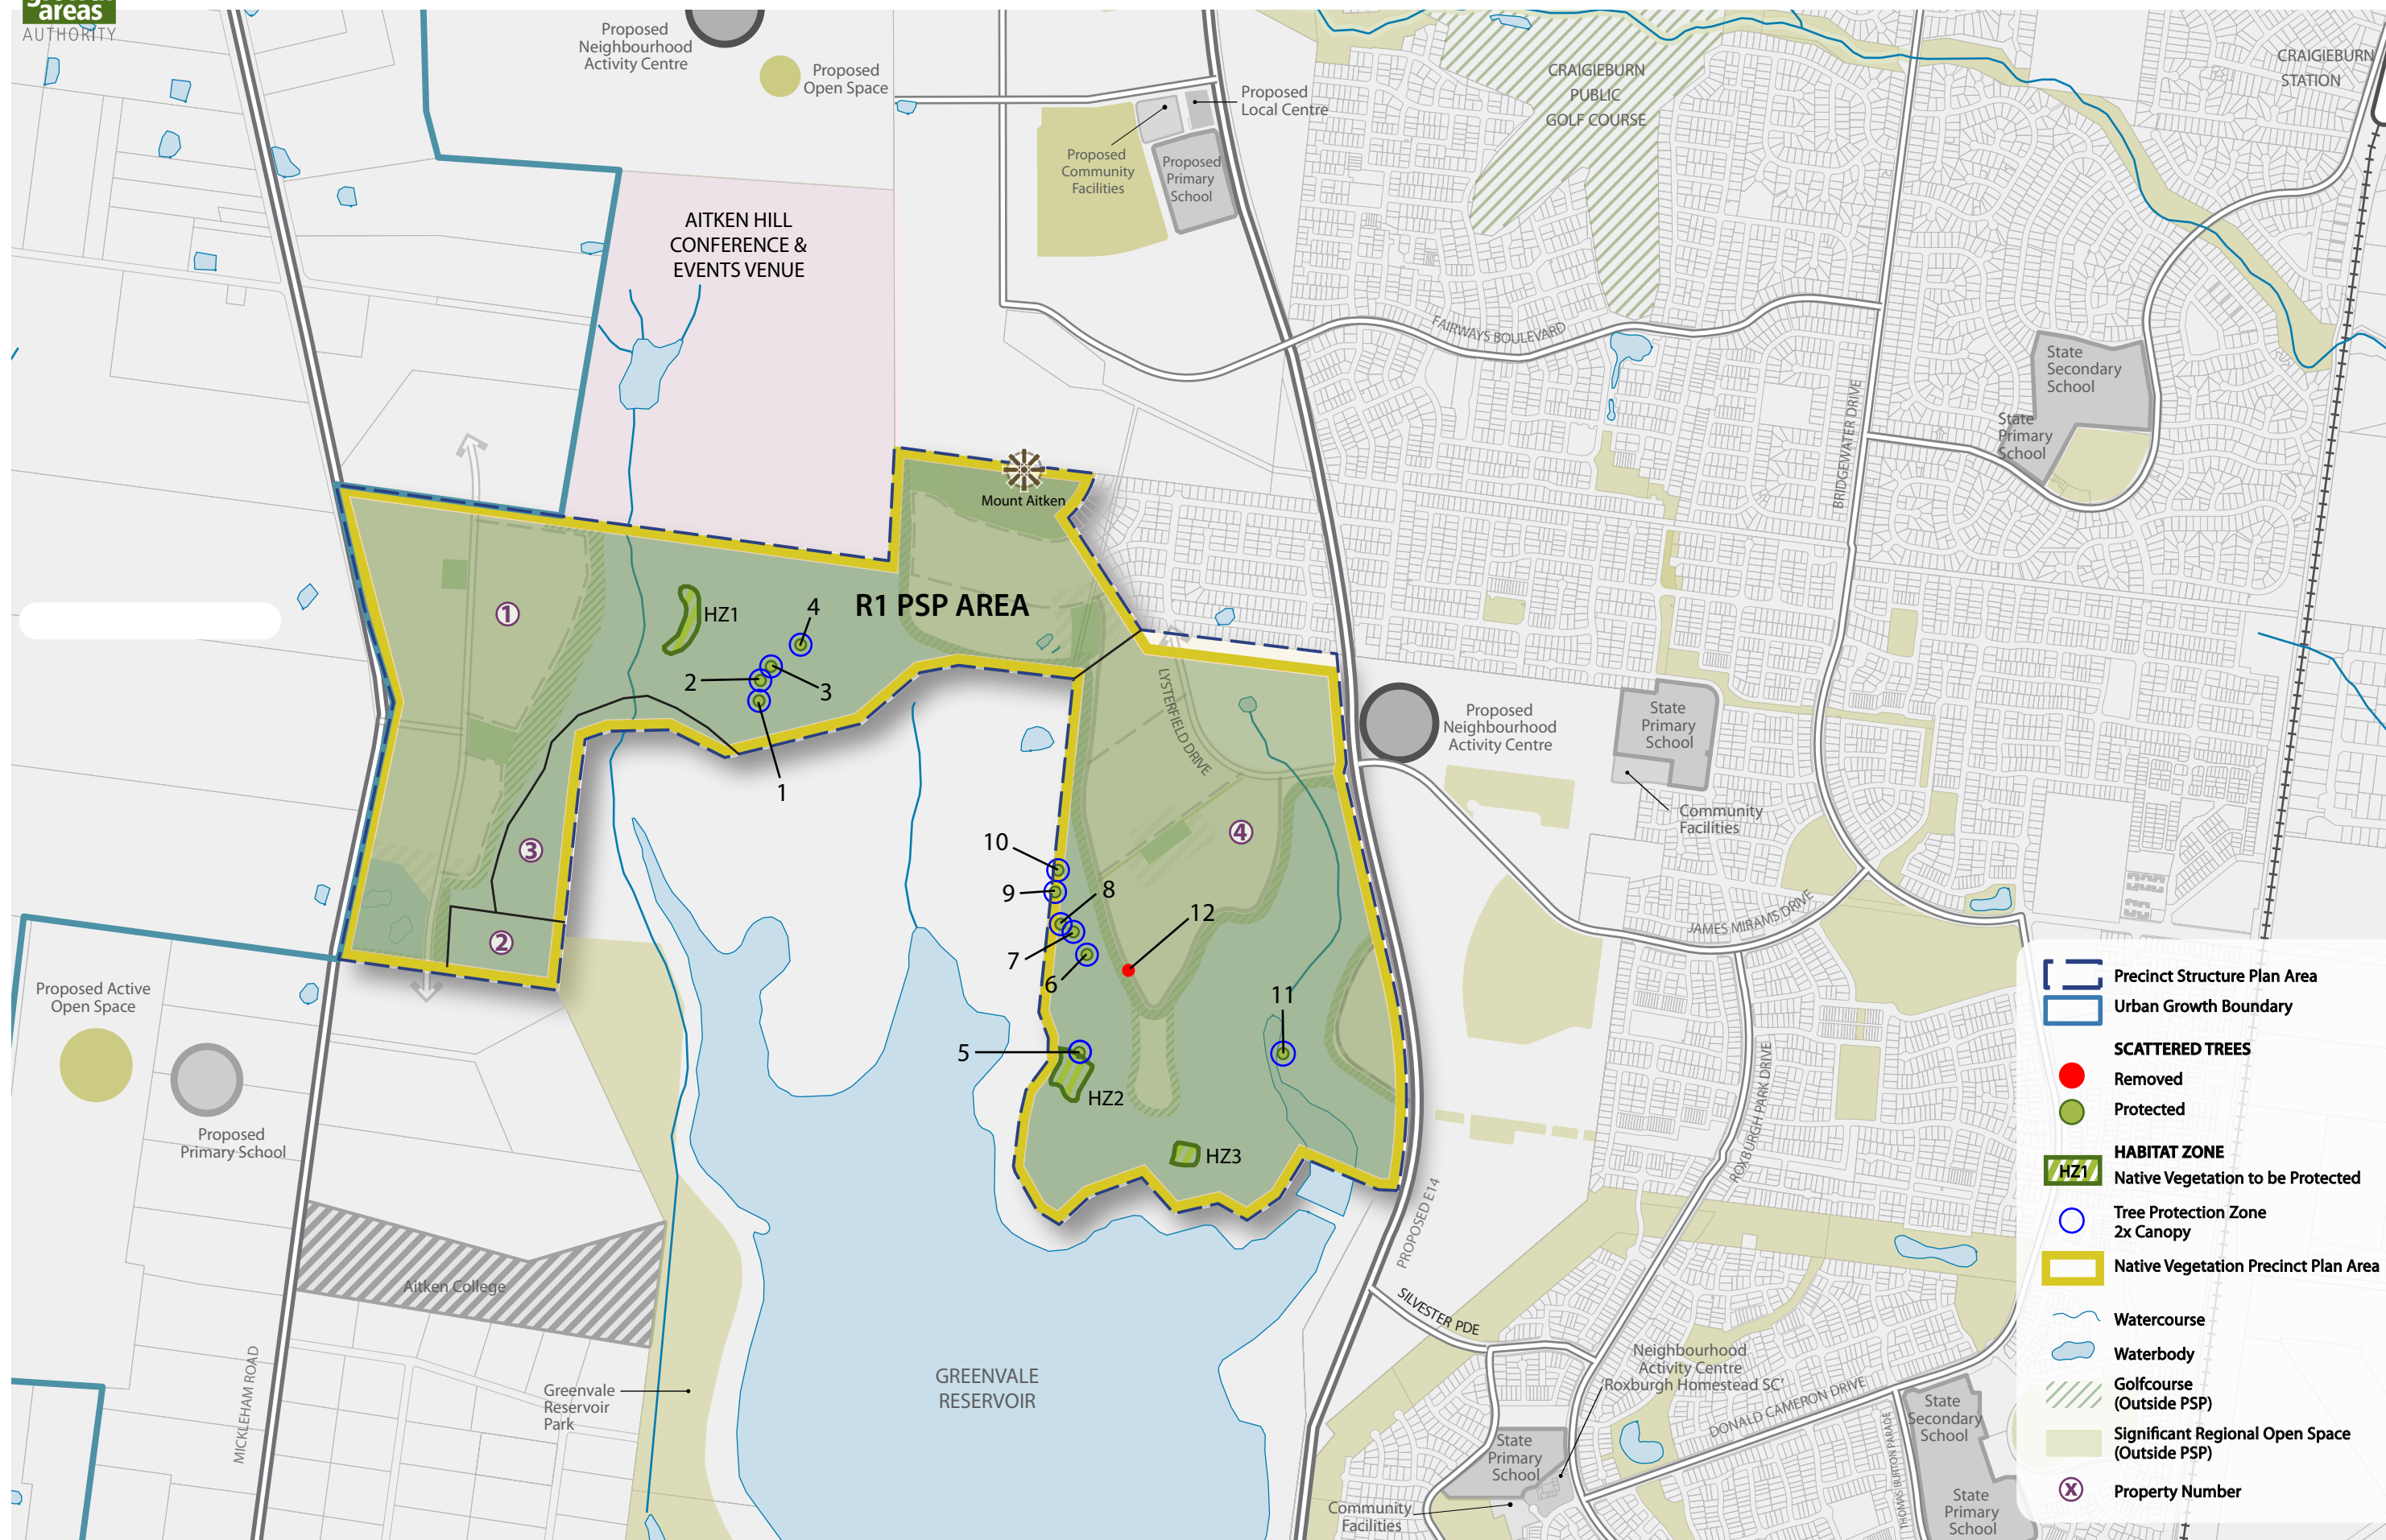 areas
AUTHORITY
Proposed
Neighbourhood
Activity Centre
Proposed
Open Space
Proposed
Local Centre
Proposed
Community
Facilities
Proposed
Primary
School
CRAIGIEBURN
PUBLIC
GOLF COURSE
CRAIGIEBURN
STATION
AITKEN HILL
CONFERENCE &
EVENTS VENUE
FAIRWAYS BOULEVARD
BRIDGEWATER DRIVE
State
Secondary
School
State
Primary
School
Mount Aitken
R1 PSP AREA
1
HZ1
4
2
3
1
LYSTERFIELD DRIVE
Proposed
Neighbourhood
Activity Centre
State
Primary
School
Community
Facilities
3
4
10
9
8
12
7
6
11
5
HZ2
HZ3
2
JAMES MIRAMS DRIVE
ROXBURGH PARK DRIVE
Proposed Active
Open Space
Proposed
Primary School
Aitken College
MICKLEHAM ROAD
Greenvale
Reservoir
Park
GREENVALE
RESERVOIR
PROPOSED E14
SILVESTER PDE
Neighbourhood
Activity Centre
'Roxburgh Homestead SC'
DONALD CAMERON DRIVE
THOMAS BURTON PARADE
State
Primary
School
Community
Facilities
State
Secondary
School
State
Primary
School
Precinct Structure Plan Area
Urban Growth Boundary
SCATTERED TREES
Removed
Protected
HABITAT ZONE
HZ1 Native Vegetation to be Protected
Tree Protection Zone
2x Canopy
Native Vegetation Precinct Plan Area
Watercourse
Waterbody
Golfcourse
(Outside PSP)
Significant Regional Open Space
(Outside PSP)
X Property Number